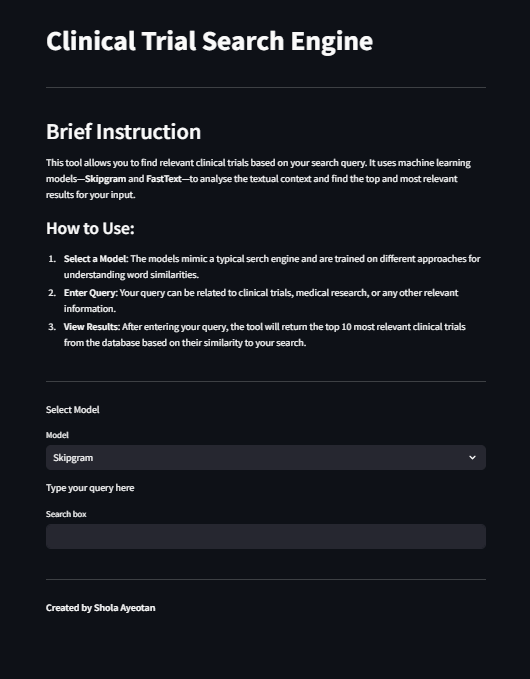 Clinical Trial Search Engine
Brief Instruction
This tool allows you to find relevant clinical trials based on your search query. It uses machine learning
models—Skipgram and FastText—to analyse the textual context and find the top and most relevant
results for your input.
How to Use:
1. Select a Model: The models mimic a typical serch engine and are trained on different approaches for
understanding word similarities.
2. Enter Query: Your query can be related to clinical trials, medical research, or any other relevant
information.
3. View Results: After entering your query, the tool will return the top 10 most relevant clinical trials
from the database based on their similarity to your search.
Select Model
Model
Skipgram
Type your query here
Search box
Created by Shola Ayeotan